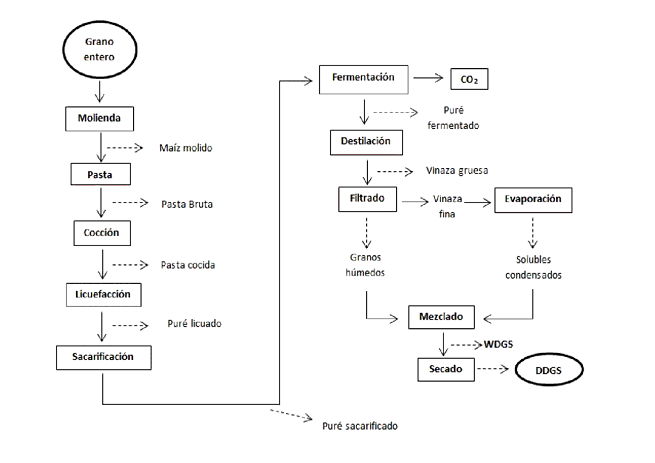 Grano
entero
Molienda
Maíz molido
Pasta
Pasta Bruta
Cocción
Pasta cocida
Licuefacción
Puré licuado
Sacarificación
Puré sacarificado
Fermentación
CO₂
Puré
fermentado
Destilación
Vinaza gruesa
Filtrado
Vinaza
fina
Evaporación
Granos
húmedos
Solubles
condensados
Mezclado
WDGS
Secado
DDGS